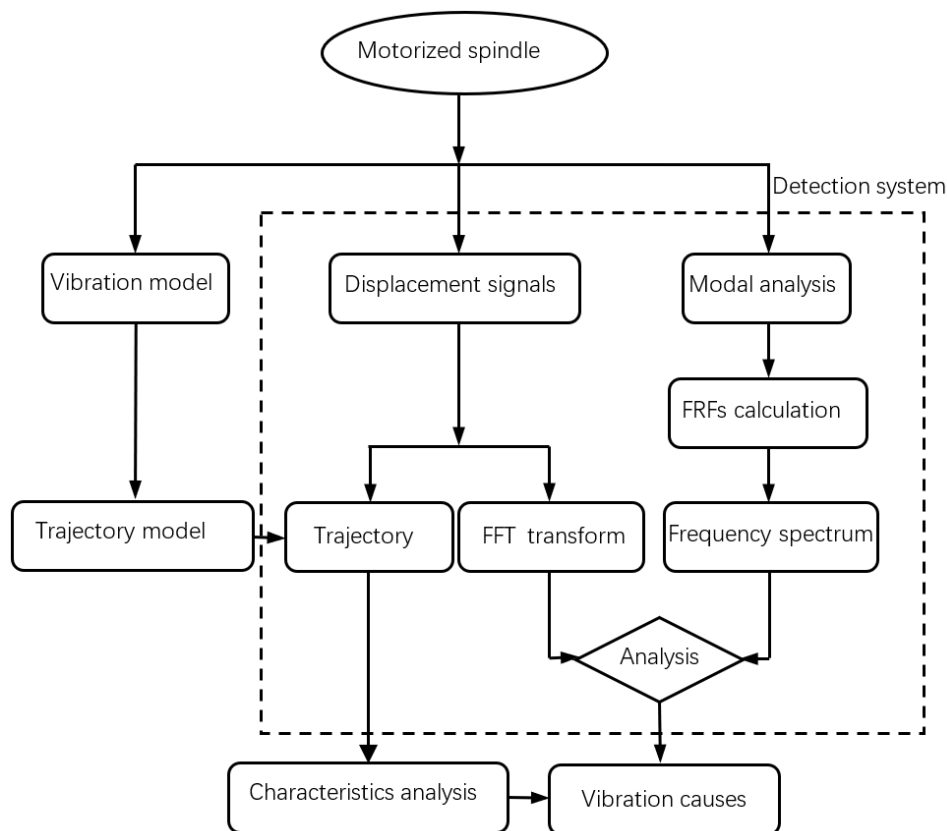 Motorized spindle
Detection system
Vibration model
Displacement signals
Modal analysis
FRFs calculation
Trajectory model
Trajectory
FFT transform
Frequency spectrum
Analysis
Characteristics analysis
Vibration causes